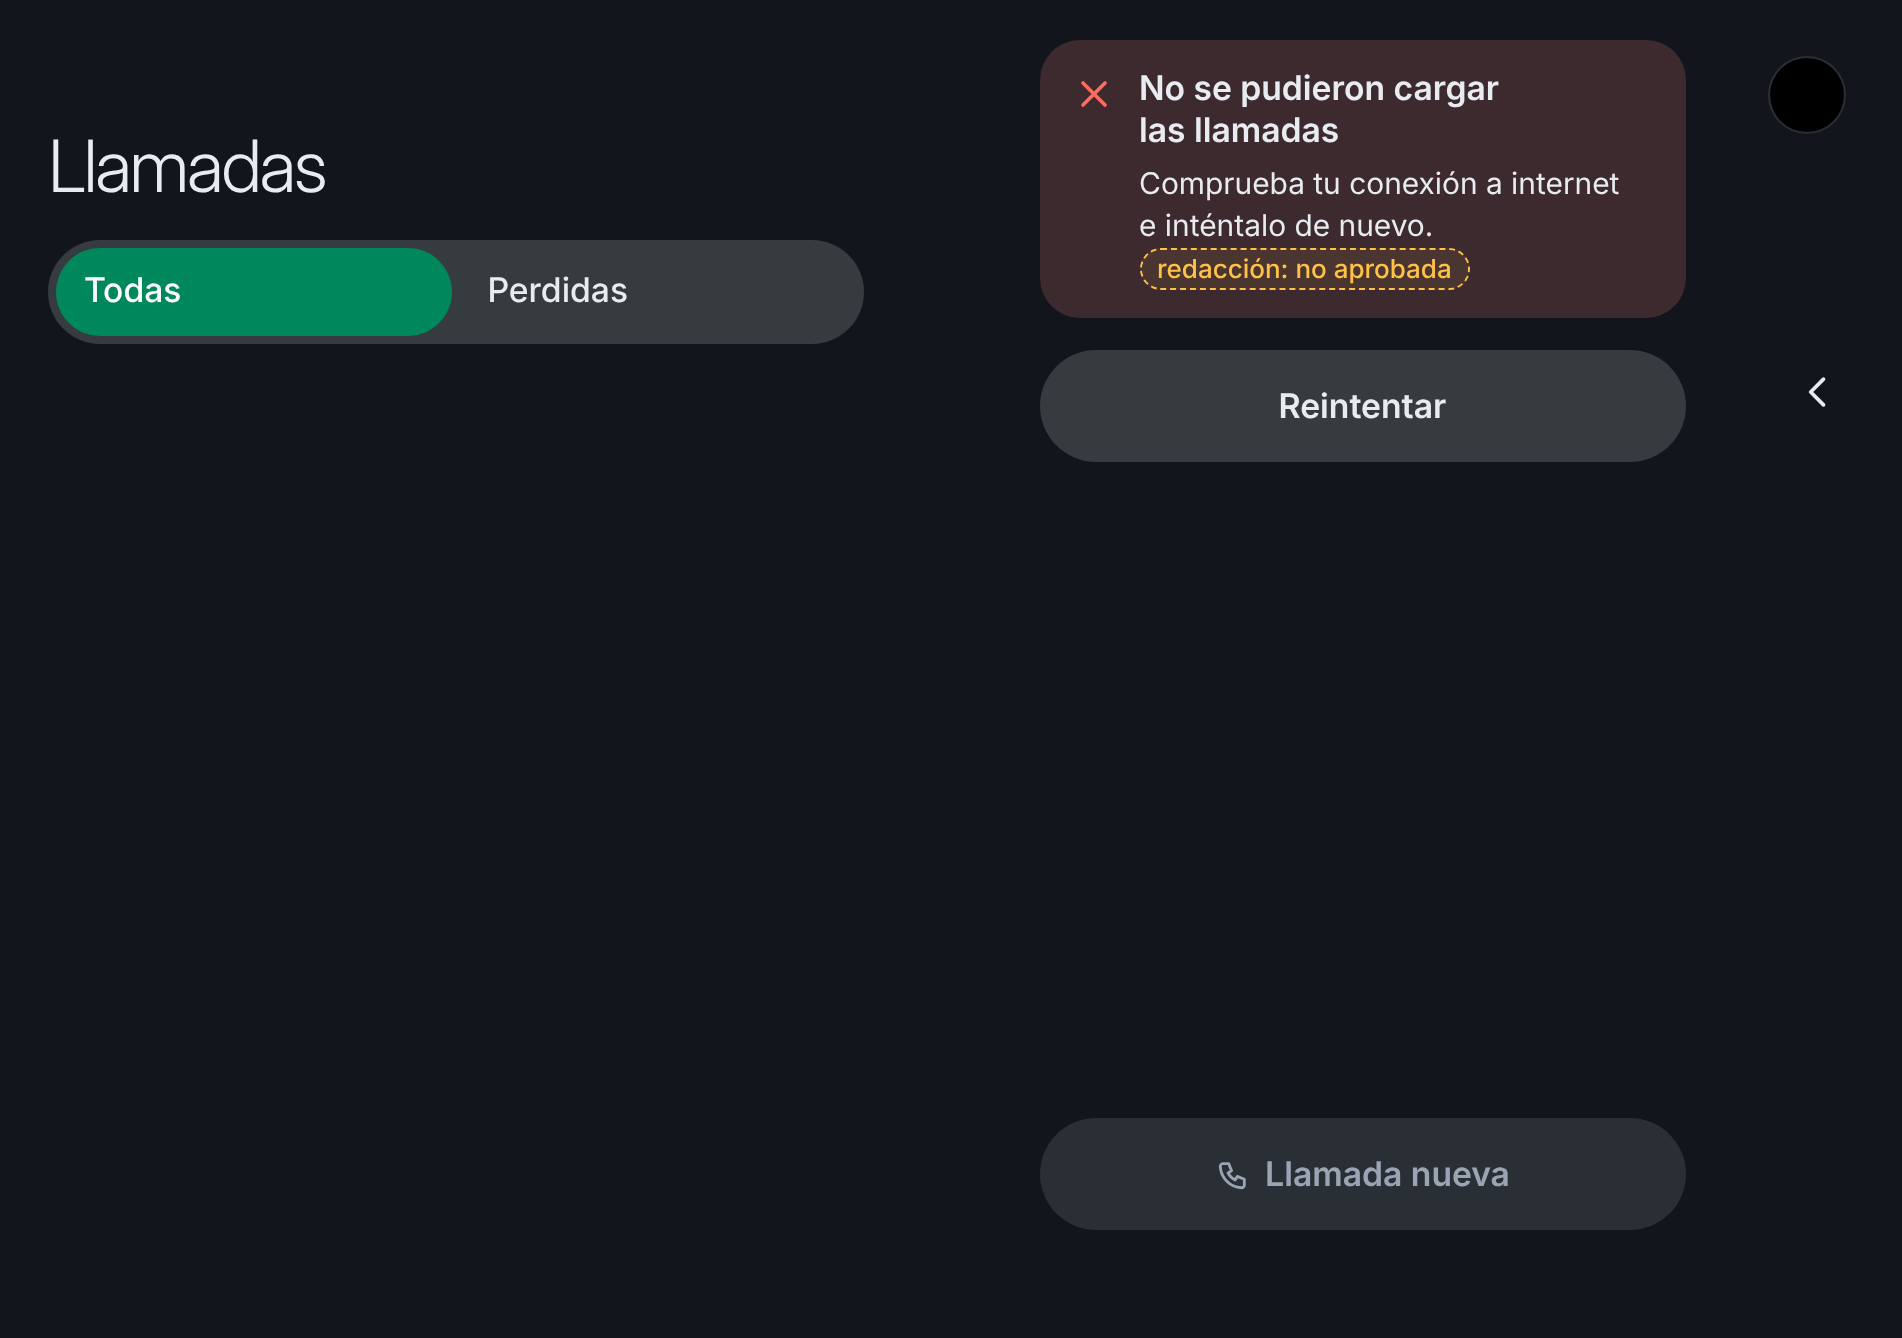 Llamadas
Todas
Perdidas
No se pudieron cargar
las llamadas
Comprueba tu conexión a internet
e inténtalo de nuevo.
redacción: no aprobada
Reintentar
Llamada nueva